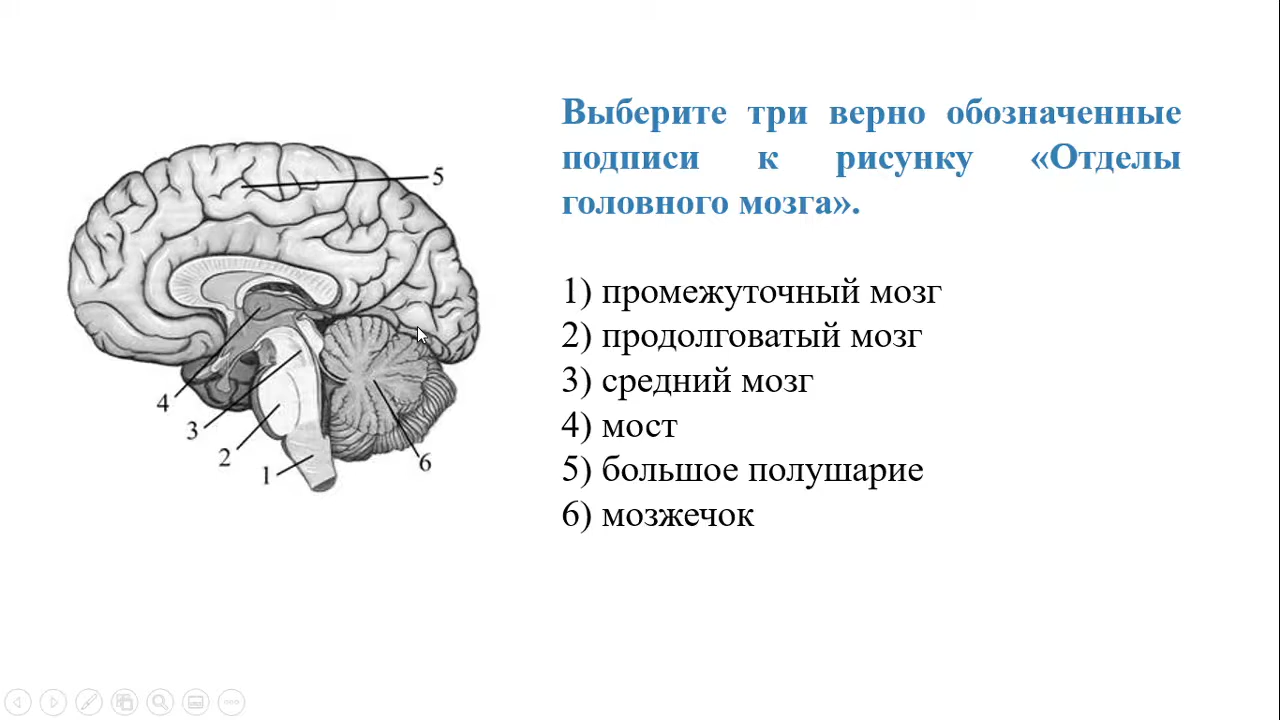 Выберите три верно обозначенные
подписи к рисунку «Отделы
головного мозга».
1) промежуточный мозг
2) продолговатый мозг
3) средний мозг
4) мост
5) большое полушарие
6) мозжечок
5
4
3
2
1
6